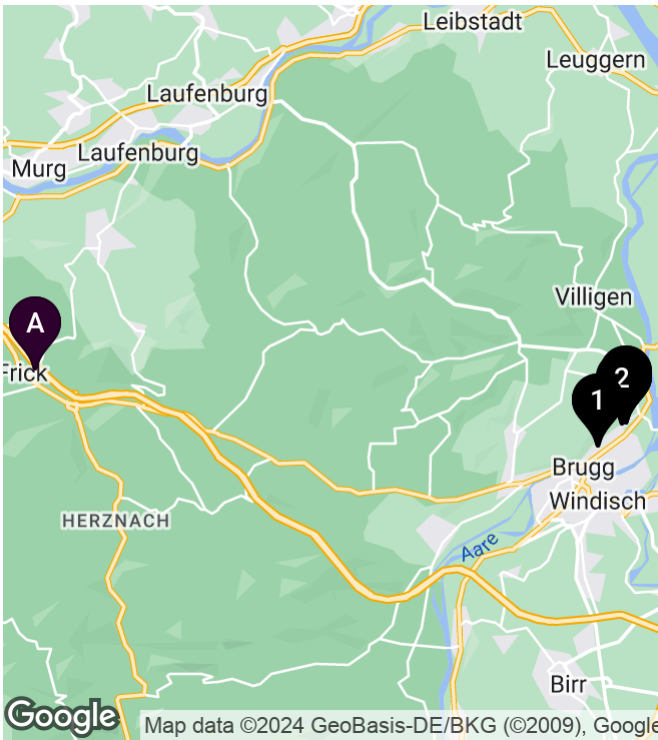 Leibstadt
Leuggern
Laufenburg
Laufenburg
Murg
Villigen
A
Frick
2
1
Brugg
Windisch
HERZNACH
Aare
Birr
Google
Map data ©2024 GeoBasis-DE/BKG (©2009), Google